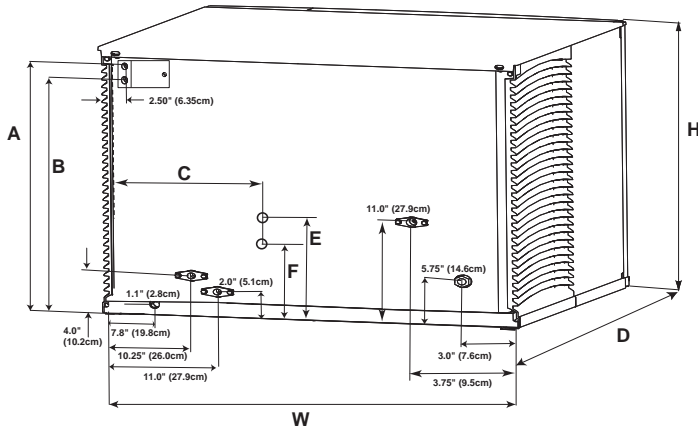 2.50" (6.35cm)
A
B
H
C
11.0" (27.9cm)
E
F
5.75" (14.6cm)
2.0" (5.1cm)
1.1" (2.8cm)
4.0"
(10.2cm)
7.8" (19.8cm)
D
10.25" (26.0cm)
3.0" (7.6cm)
11.0" (27.9cm)
3.75" (9.5cm)
W